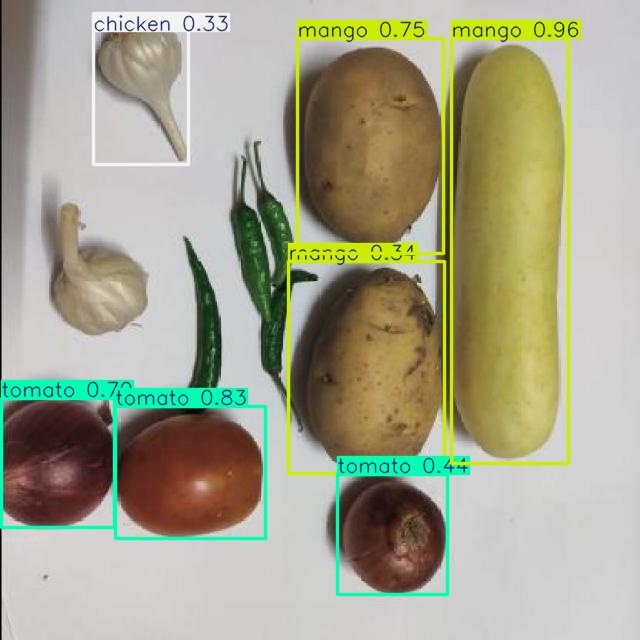 chicken 0.33
mango 0.75
mango 0.96
mango 0.34
tomato 0.70
tomato 0.83
tomato 0.44